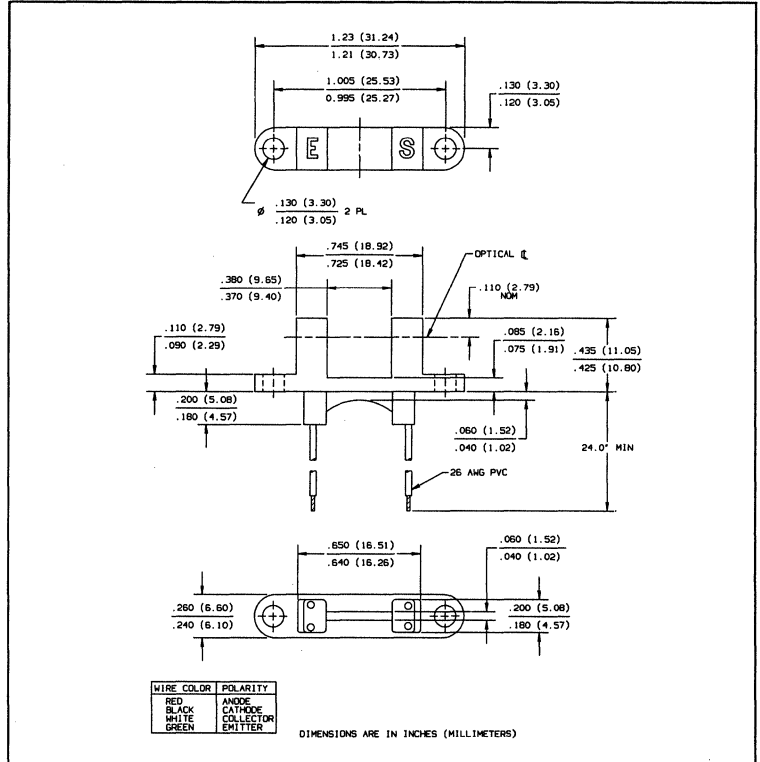 1.23 (31.24)
1.21 (30.73)
1.005 (25.53)
0.995 (25.27)
.130 (3.30)
.120 (3.05)
E S
ø .130 (3.30) 2 PL
.120 (3.05)
.745 (18.92)
.725 (18.42)
OPTICAL ℄
.380 (9.65)
.370 (9.40)
.110 (2.79)
NOM
.110 (2.79)
.090 (2.29)
.085 (2.16)
.075 (1.91)
.435 (11.05)
.425 (10.80)
.200 (5.08)
.180 (4.57)
.060 (1.52)
.040 (1.02)
24.0" MIN
26 AWG PVC
.650 (16.51)
.640 (16.26)
.060 (1.52)
.040 (1.02)
.260 (6.60)
.240 (6.10)
.200 (5.08)
.180 (4.57)
WIRE COLOR POLARITY
RED ANODE
BLACK CATHODE
WHITE COLLECTOR
GREEN EMITTER
DIMENSIONS ARE IN INCHES (MILLIMETERS)